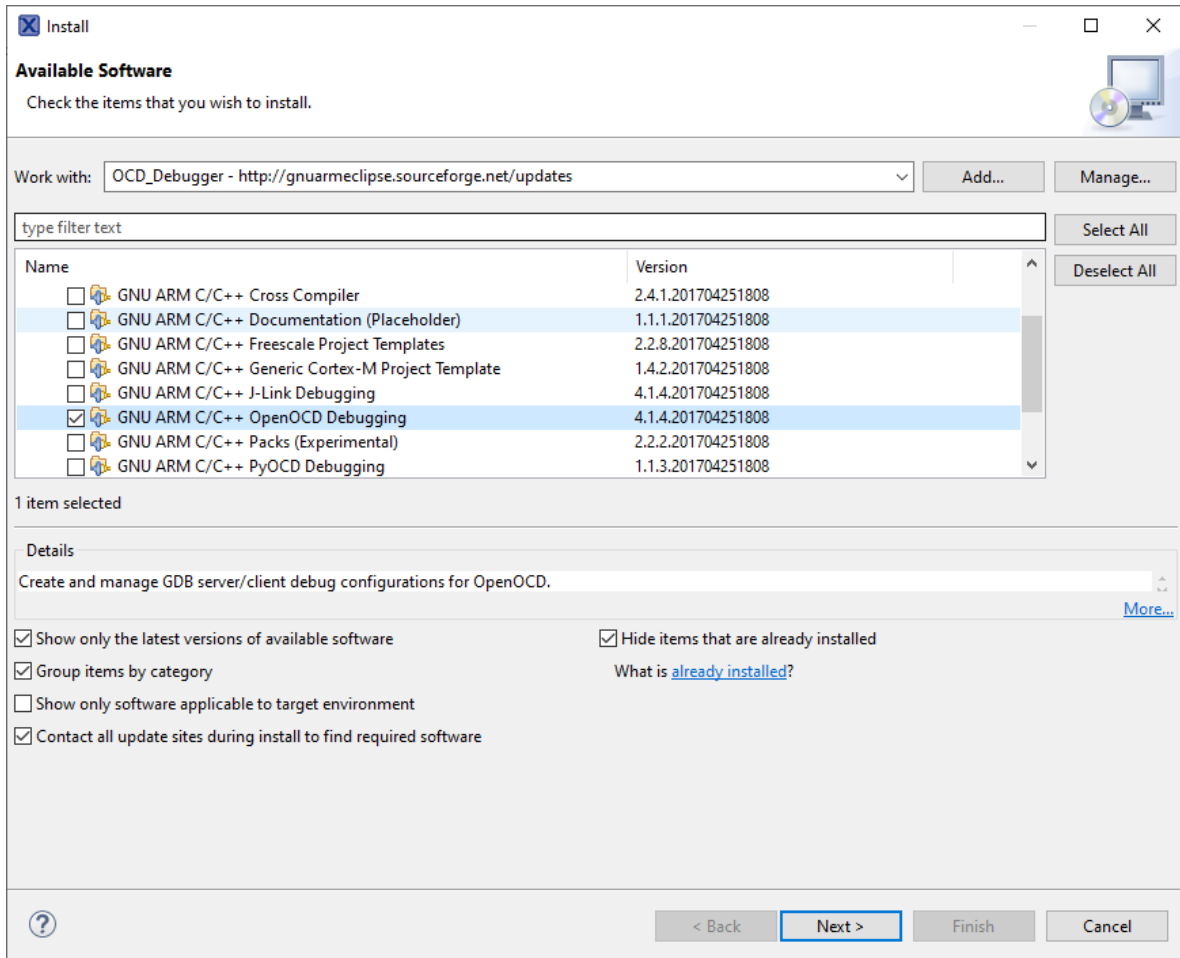 Install
Available Software
Check the items that you wish to install.
Work with: OCD_Debugger - http://gnuarmeclipse.sourceforge.net/updates Add... Manage...
type filter text Select All
Name Version Deselect All
GNU ARM C/C++ Cross Compiler 2.4.1.201704251808
GNU ARM C/C++ Documentation (Placeholder) 1.1.1.201704251808
GNU ARM C/C++ Freescale Project Templates 2.2.8.201704251808
GNU ARM C/C++ Generic Cortex-M Project Template 1.4.2.201704251808
GNU ARM C/C++ J-Link Debugging 4.1.4.201704251808
GNU ARM C/C++ OpenOCD Debugging 4.1.4.201704251808
GNU ARM C/C++ Packs (Experimental) 2.2.2.201704251808
GNU ARM C/C++ PyOCD Debugging 1.1.3.201704251808
1 item selected
Details
Create and manage GDB server/client debug configurations for OpenOCD.
More...
Show only the latest versions of available software Hide items that are already installed
Group items by category What is already installed?
Show only software applicable to target environment
Contact all update sites during install to find required software
? < Back Next > Finish Cancel